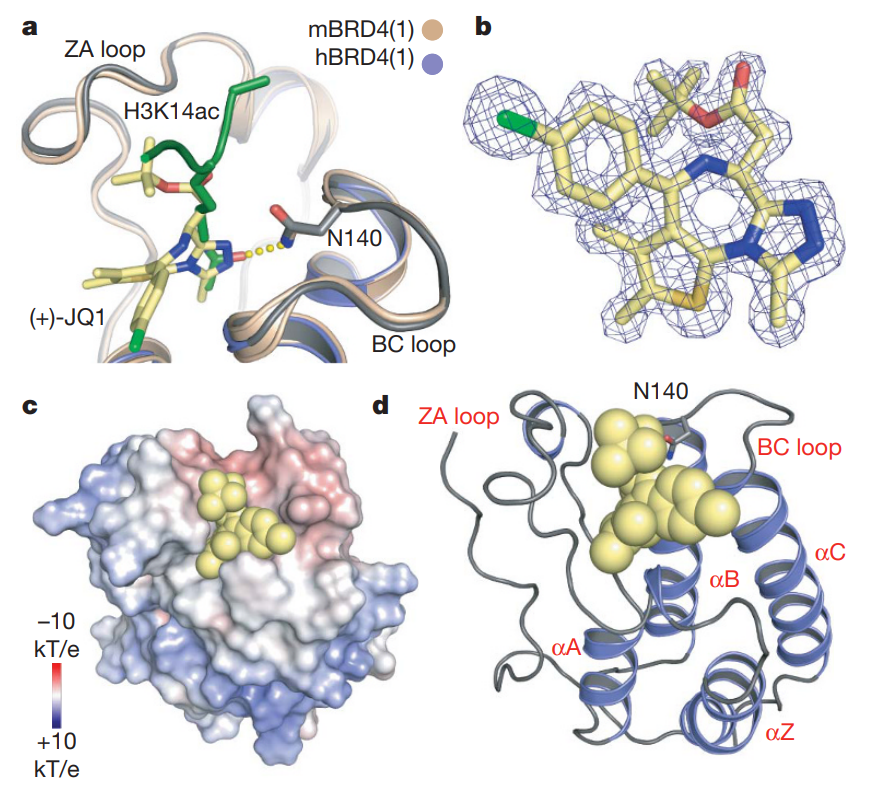 a
mBRD4(1)
hBRD4(1)
ZA loop
H3K14ac
N140
(+)-JQ1
BC loop
b
c
−10
kT/e
+10
kT/e
d
N140
ZA loop
BC loop
αC
αB
αA
αZ